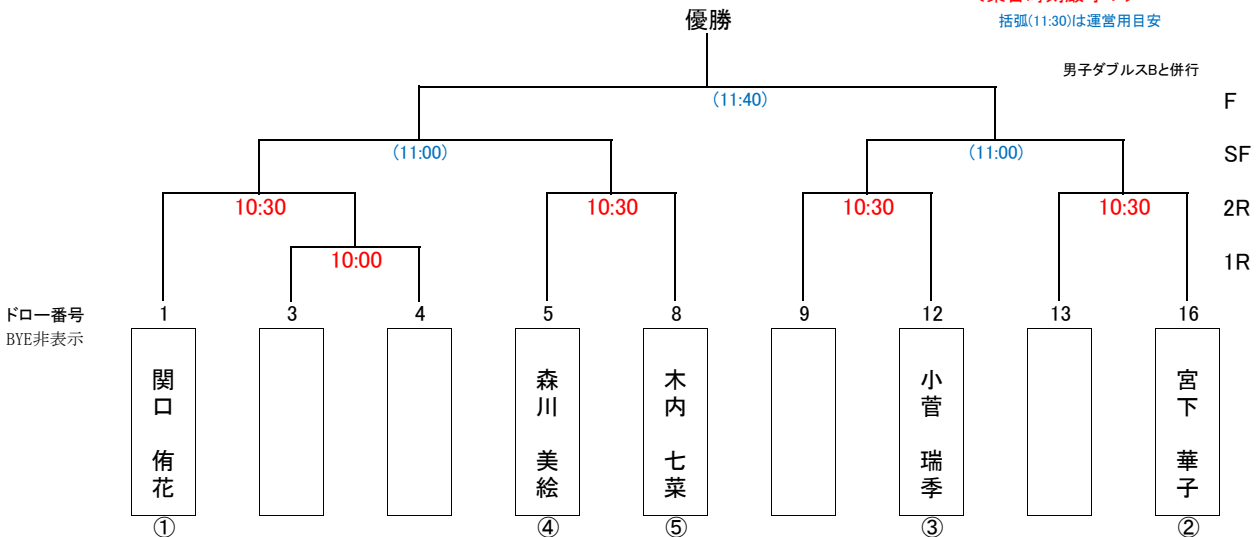 優勝
括弧(11:30)は運営用目安
男子ダブルスBと併行
(11:40)
F
(11:00)
(11:00)
SF
10:30
10:30
10:30
10:30
2R
10:00
1R
ドロー番号
1
3
4
5
8
9
12
13
16
BYE非表示
関口 侑花
森川 美絵
木内 七菜
小菅 瑞季
宮下 華子
①
④
⑤
③
②